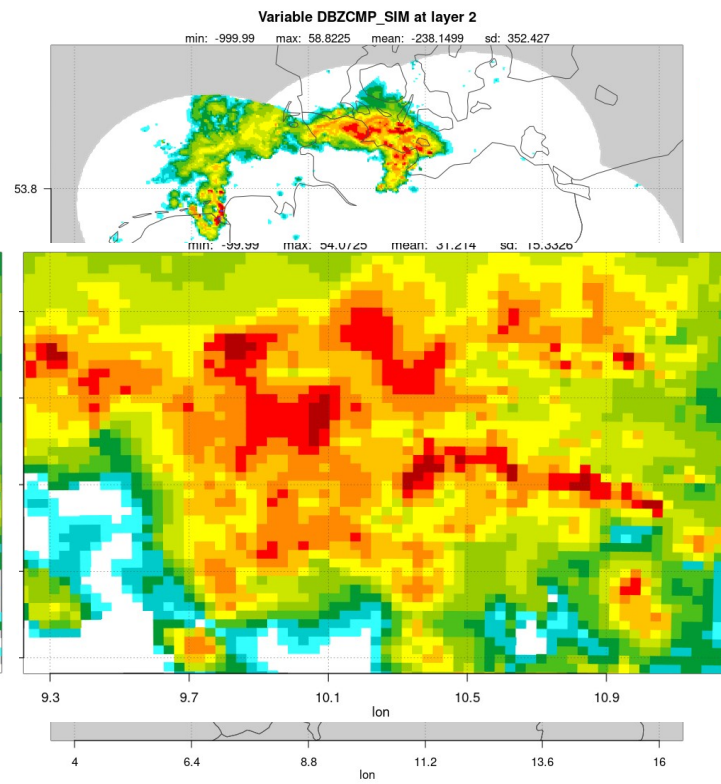 Variable DBZCMP_SIM at layer 2
min: -999.99 max: 58.8225 mean: -238.1499 sd: 352.427
53.8
min: -99.99 max: 54.0725 mean: 31.214 sd: 15.3326
9.3 9.7 10.1 10.5 10.9
lon
4 6.4 8.8 11.2 13.6 16
lon